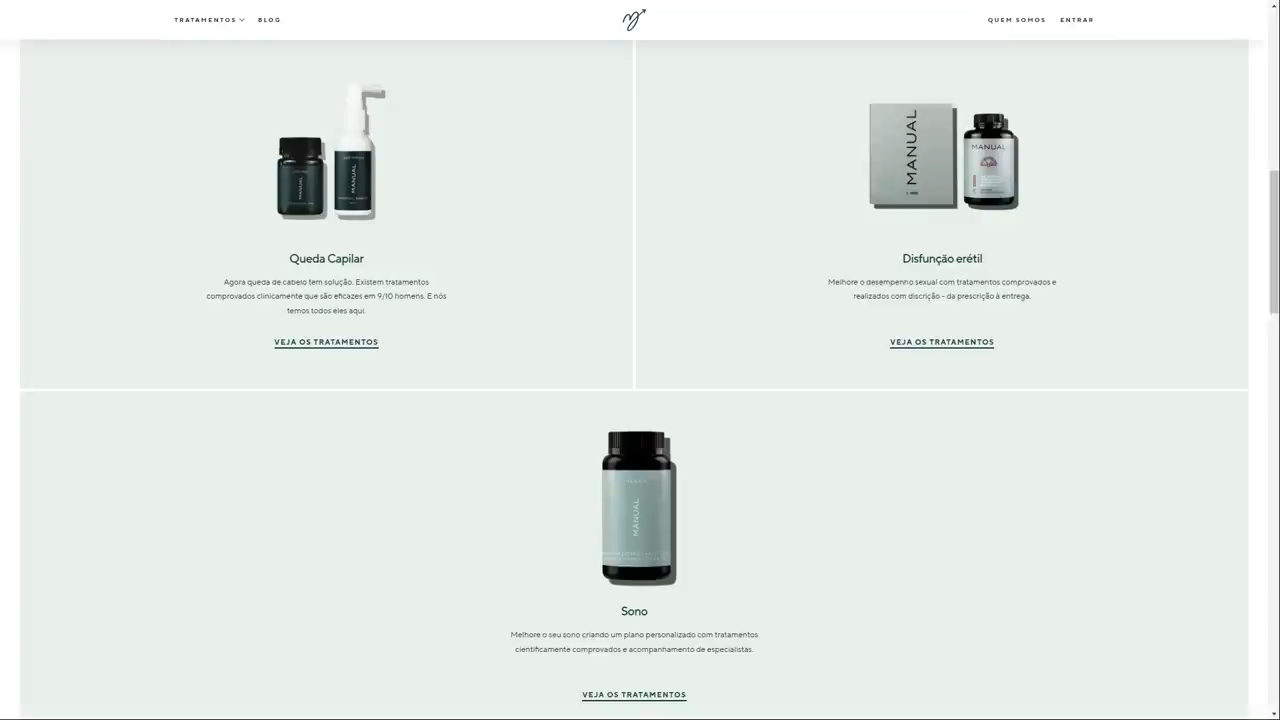 TRATAMENTOS BLOG QUEM SOMOS ENTRAR
MANUAL
MANUAL
MANUAL
MANUAL
Queda Capilar
Agora queda de cabelo tem solução. Existem tratamentos
comprovados clinicamente que são eficazes em 9/10 homens. E nós
temos todos eles aqui.
VEJA OS TRATAMENTOS
Disfunção erétil
Melhore o desempenho sexual com tratamentos comprovados e
realizados com discrição - da prescrição à entrega.
VEJA OS TRATAMENTOS
MANUAL
Sono
Melhore o seu sono criando um plano personalizado com tratamentos
cientificamente comprovados e acompanhamento de especialistas.
VEJA OS TRATAMENTOS